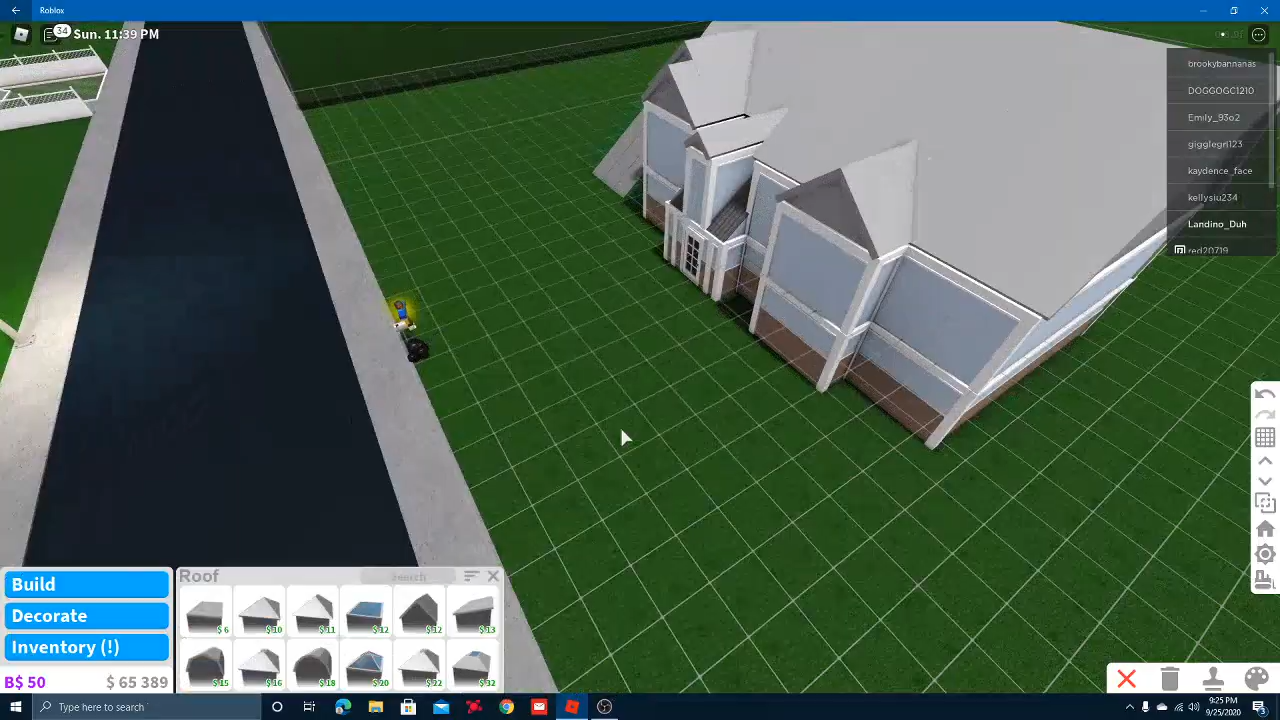 Roblox
34
Sun. 11:39 PM
brookybannanas
DOGGOGC1210
Emily_93o2
gigglegrl123
kaydence_face
kellysiu234
Landino_Duh
red20719
Build
Decorate
Inventory (!)
B$ 50
$ 65 389
Roof
Search
$ 6
$ 10
$ 11
$ 12
$ 12
$ 13
$ 15
$ 16
$ 18
$ 20
$ 22
$ 32
Type here to search
9:25 PM
9/25/2020
3